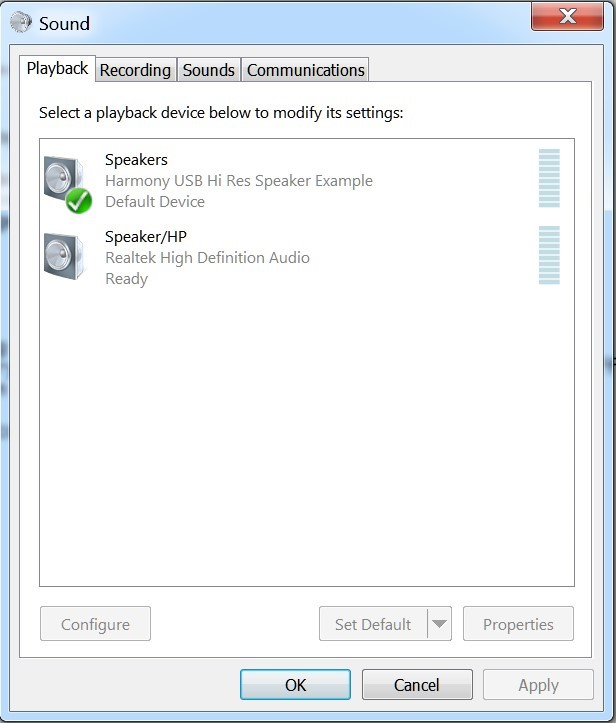 Sound
Playback Recording Sounds Communications
Select a playback device below to modify its settings:
Speakers
Harmony USB Hi Res Speaker Example
Default Device
Speaker/HP
Realtek High Definition Audio
Ready
Configure Set Default Properties
OK Cancel Apply